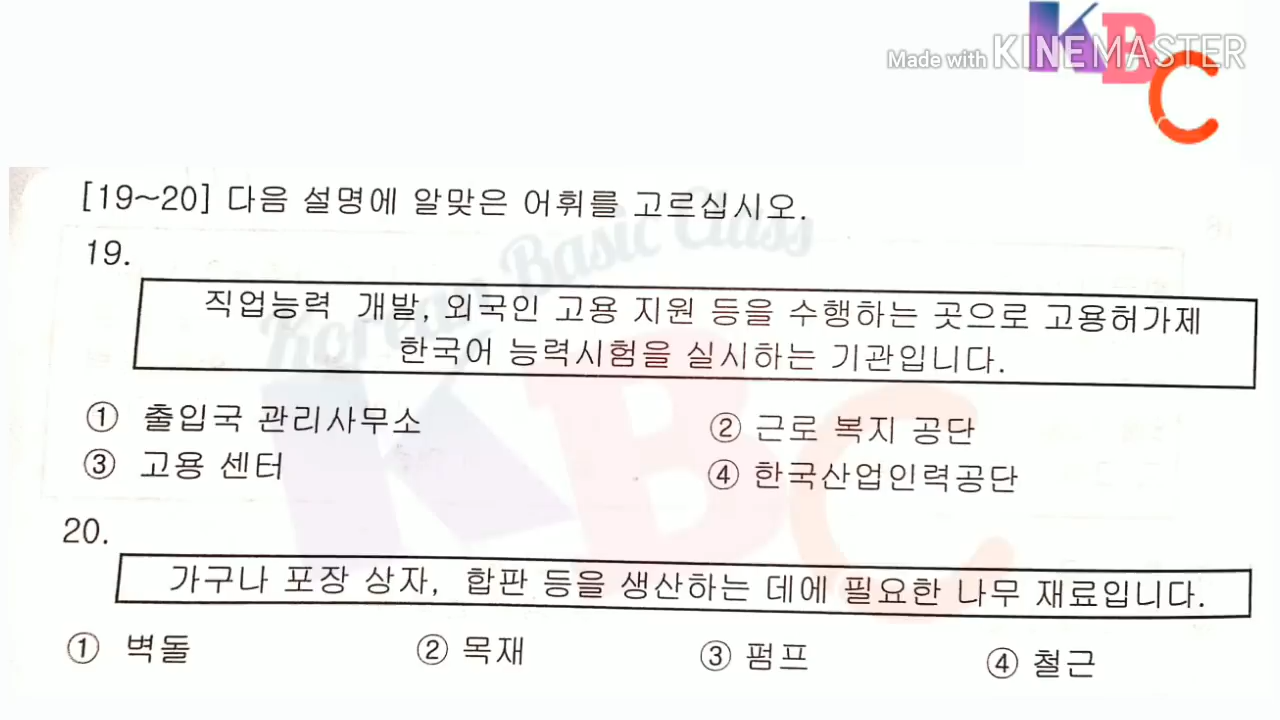 Made with KINEMASTER
KBC
[19~20] 다음 설명에 알맞은 어휘를 고르십시오.
Korean Basic Class
19.
직업능력 개발, 외국인 고용 지원 등을 수행하는 곳으로 고용허가제
한국어 능력시험을 실시하는 기관입니다.
① 출입국 관리사무소
② 근로 복지 공단
③ 고용 센터
④ 한국산업인력공단
KBC
20.
가구나 포장 상자, 합판 등을 생산하는 데에 필요한 나무 재료입니다.
① 벽돌
② 목재
③ 펌프
④ 철근